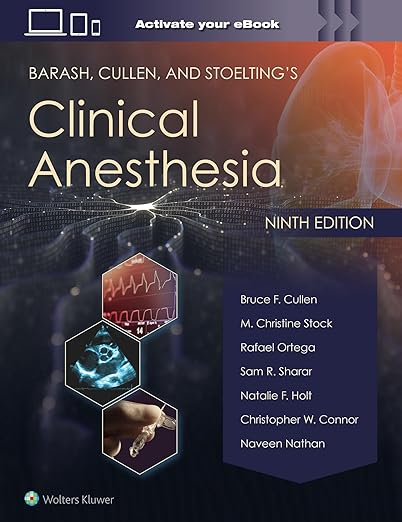 Activate your eBook
BARASH, CULLEN, AND STOELTING'S
Clinical
Anesthesia
NINTH EDITION
Bruce F. Cullen
M. Christine Stock
Rafael Ortega
Sam R. Sharar
Natalie F. Holt
Christopher W. Connor
Naveen Nathan
Wolters Kluwer